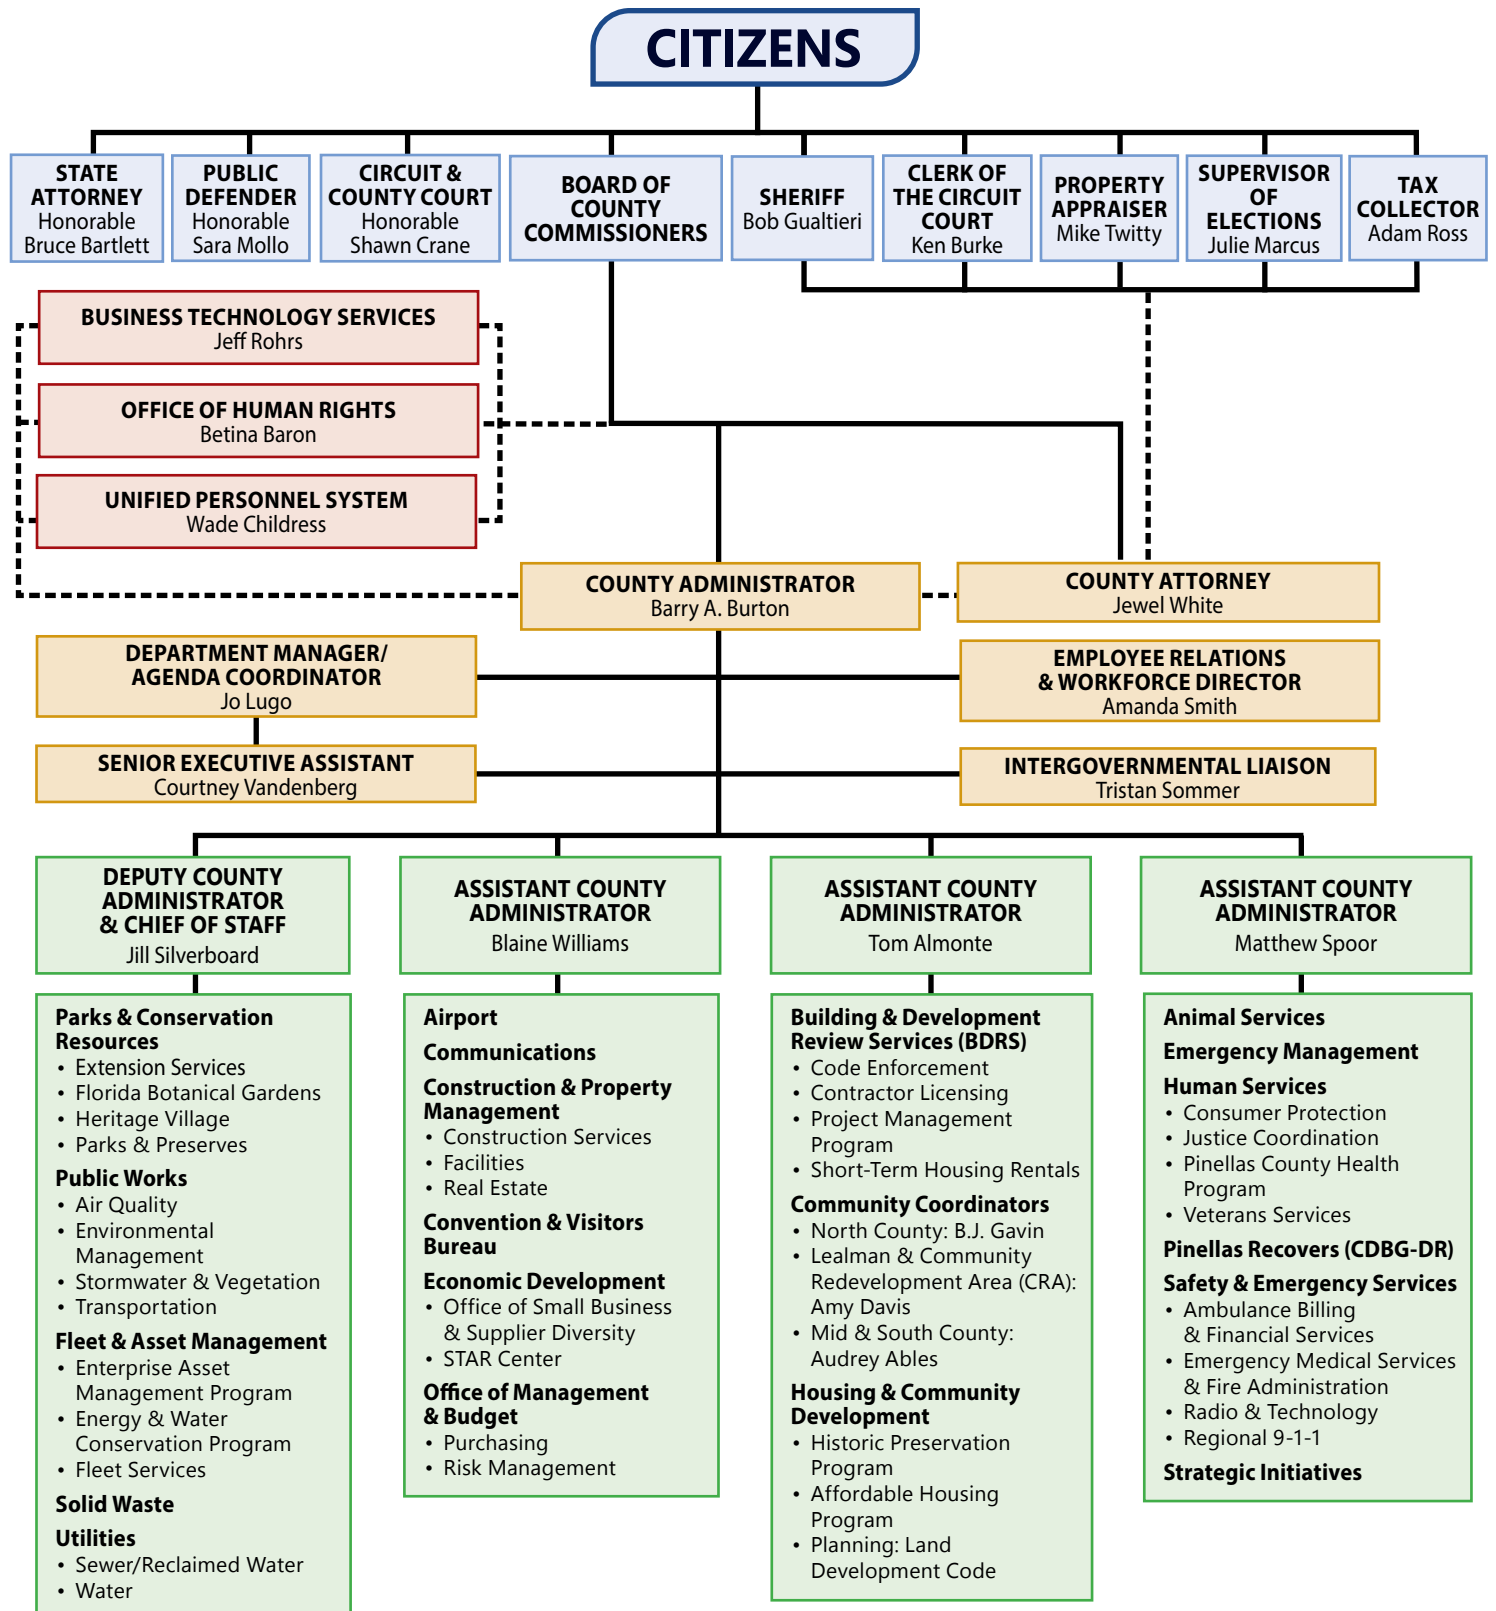 CITIZENS
STATE
ATTORNEY
Honorable
Bruce Bartlett
PUBLIC
DEFENDER
Honorable
Sara Mollo
CIRCUIT &
COUNTY COURT
Honorable
Shawn Crane
BOARD OF
COUNTY
COMMISSIONERS
SHERIFF
Bob Gualtieri
CLERK OF
THE CIRCUIT
COURT
Ken Burke
PROPERTY
APPRAISER
Mike Twitty
SUPERVISOR
OF
ELECTIONS
Julie Marcus
TAX
COLLECTOR
Adam Ross
BUSINESS TECHNOLOGY SERVICES
Jeff Rohrs
OFFICE OF HUMAN RIGHTS
Betina Baron
UNIFIED PERSONNEL SYSTEM
Wade Childress
COUNTY ADMINISTRATOR
Barry A. Burton
COUNTY ATTORNEY
Jewel White
DEPARTMENT MANAGER/
AGENDA COORDINATOR
Jo Lugo
EMPLOYEE RELATIONS
& WORKFORCE DIRECTOR
Amanda Smith
SENIOR EXECUTIVE ASSISTANT
Courtney Vandenberg
INTERGOVERNMENTAL LIAISON
Tristan Sommer
DEPUTY COUNTY
ADMINISTRATOR
& CHIEF OF STAFF
Jill Silverboard
ASSISTANT COUNTY
ADMINISTRATOR
Blaine Williams
ASSISTANT COUNTY
ADMINISTRATOR
Tom Almonte
ASSISTANT COUNTY
ADMINISTRATOR
Matthew Spoor
Parks & Conservation
Resources
• Extension Services
• Florida Botanical Gardens
• Heritage Village
• Parks & Preserves
Public Works
• Air Quality
• Environmental
Management
• Stormwater & Vegetation
• Transportation
Fleet & Asset Management
• Enterprise Asset
Management Program
• Energy & Water
Conservation Program
• Fleet Services
Solid Waste
Utilities
• Sewer/Reclaimed Water
• Water
Airport
Communications
Construction & Property
Management
• Construction Services
• Facilities
• Real Estate
Convention & Visitors
Bureau
Economic Development
• Office of Small Business
& Supplier Diversity
• STAR Center
Office of Management
& Budget
• Purchasing
• Risk Management
Building & Development
Review Services (BDRS)
• Code Enforcement
• Contractor Licensing
• Project Management
Program
• Short-Term Housing Rentals
Community Coordinators
• North County: B.J. Gavin
• Lealman & Community
Redevelopment Area (CRA):
Amy Davis
• Mid & South County:
Audrey Ables
Housing & Community
Development
• Historic Preservation
Program
• Affordable Housing
Program
• Planning: Land
Development Code
Animal Services
Emergency Management
Human Services
• Consumer Protection
• Justice Coordination
• Pinellas County Health
Program
• Veterans Services
Pinellas Recovers (CDBG-DR)
Safety & Emergency Services
• Ambulance Billing
& Financial Services
• Emergency Medical Services
& Fire Administration
• Radio & Technology
• Regional 9-1-1
Strategic Initiatives